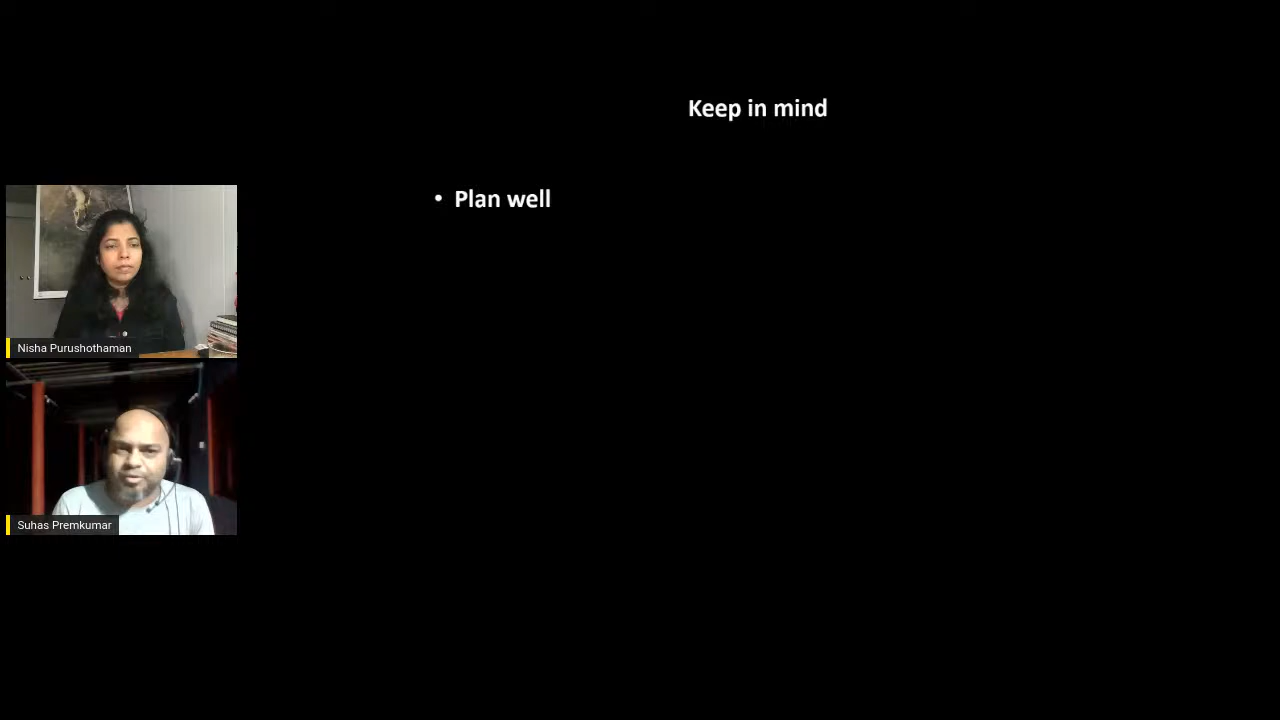 Keep in mind
• Plan well
Nisha Purushothaman
Suhas Premkumar